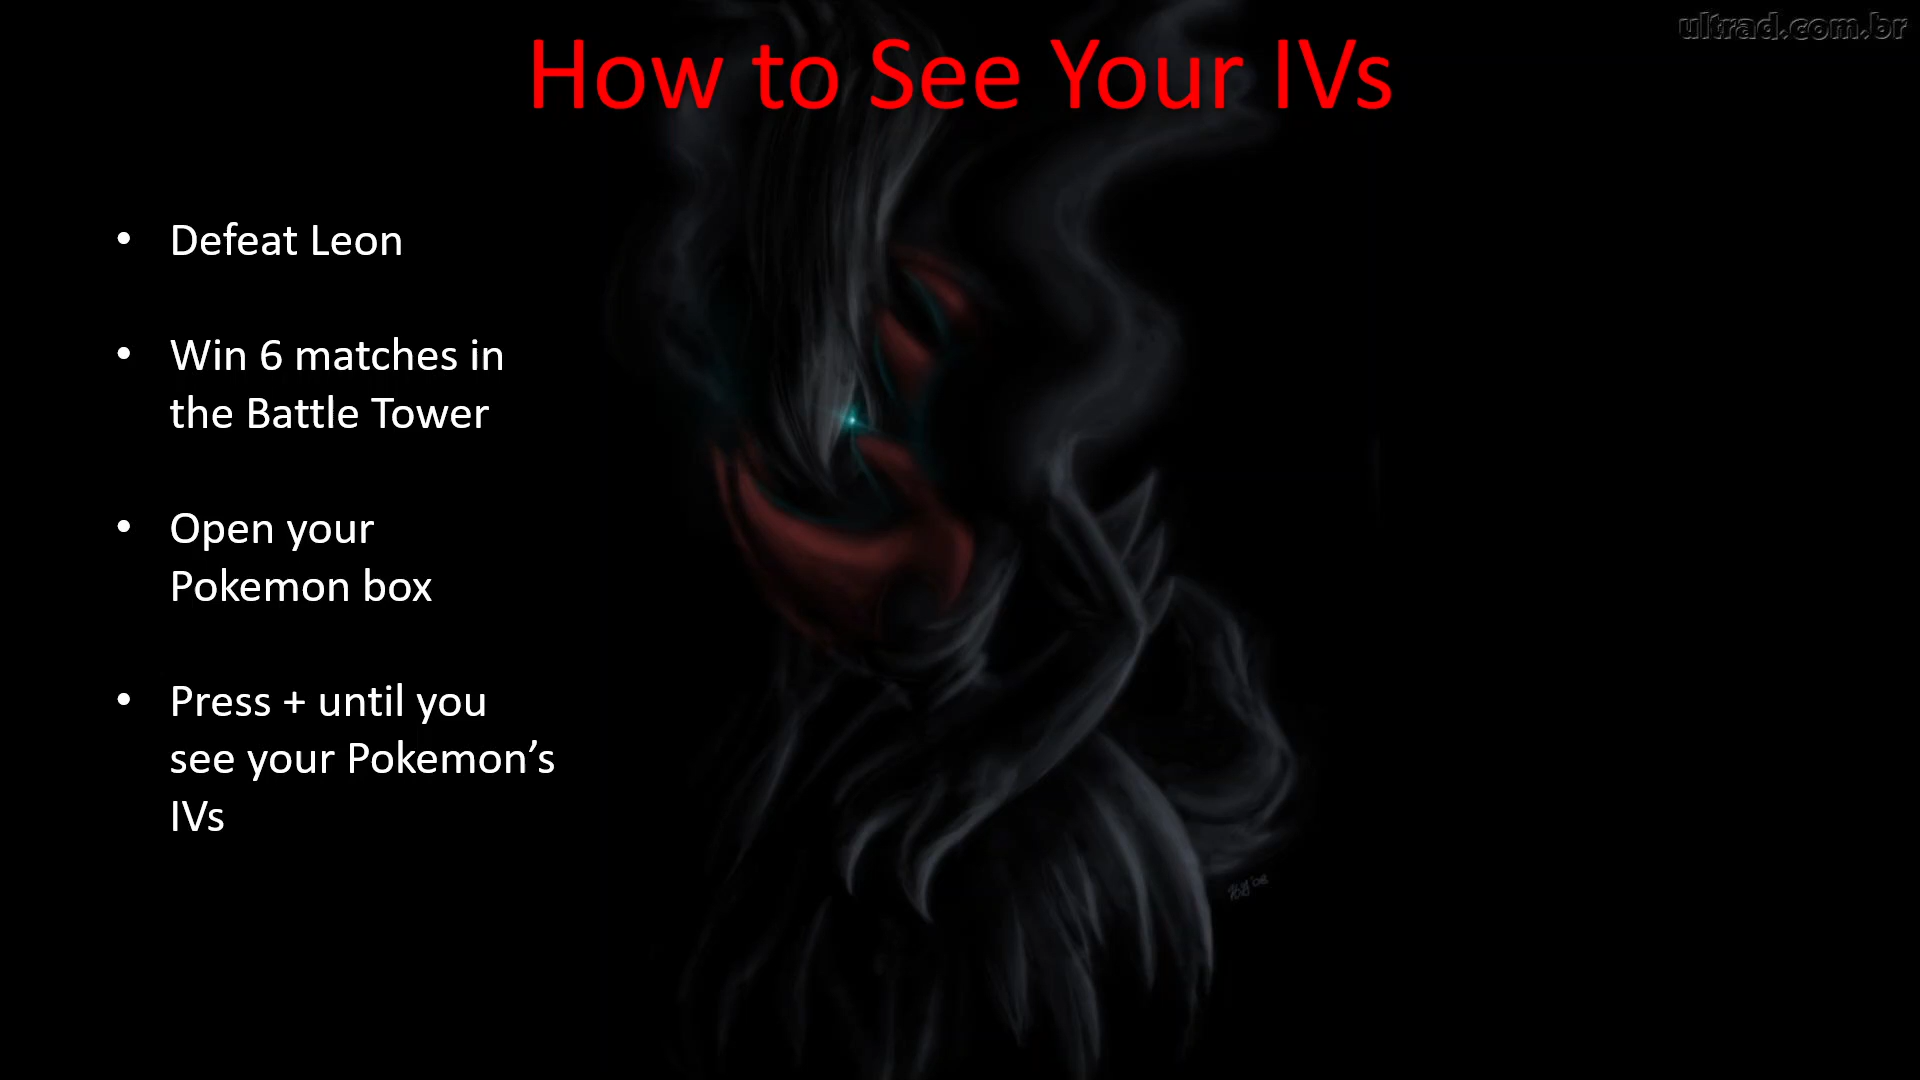 ultrad.com.br
How to See Your IVs
• Defeat Leon
• Win 6 matches in
the Battle Tower
• Open your
Pokemon box
• Press + until you
see your Pokemon’s
IVs